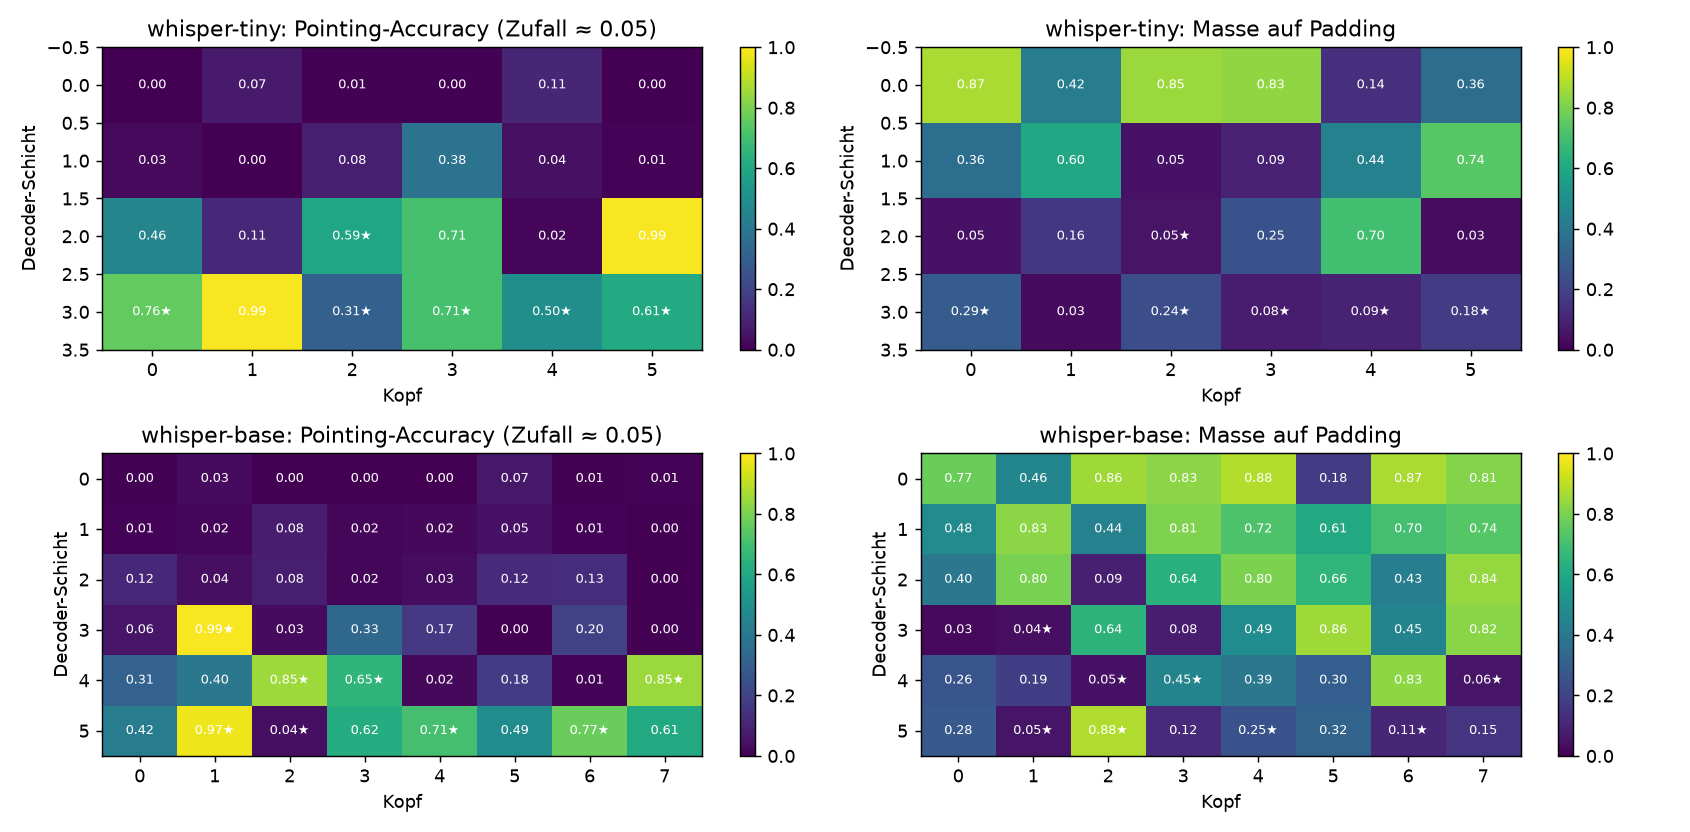 whisper-tiny: Pointing-Accuracy (Zufall ≈ 0.05)
−0.5
0.0
0.5
1.0
1.5
2.0
2.5
3.0
3.5
Decoder-Schicht
0.00 0.07 0.01 0.00 0.11 0.00
0.03 0.00 0.08 0.38 0.04 0.01
0.46 0.11 0.59★ 0.71 0.02 0.99
0.76★ 0.99 0.31★ 0.71★ 0.50★ 0.61★
0 1 2 3 4 5
Kopf
1.0
0.8
0.6
0.4
0.2
0.0
whisper-tiny: Masse auf Padding
−0.5
0.0
0.5
1.0
1.5
2.0
2.5
3.0
3.5
Decoder-Schicht
0.87 0.42 0.85 0.83 0.14 0.36
0.36 0.60 0.05 0.09 0.44 0.74
0.05 0.16 0.05★ 0.25 0.70 0.03
0.29★ 0.03 0.24★ 0.08★ 0.09★ 0.18★
0 1 2 3 4 5
Kopf
1.0
0.8
0.6
0.4
0.2
0.0
whisper-base: Pointing-Accuracy (Zufall ≈ 0.05)
0
1
2
3
4
5
Decoder-Schicht
0.00 0.03 0.00 0.00 0.00 0.07 0.01 0.01
0.01 0.02 0.08 0.02 0.02 0.05 0.01 0.00
0.12 0.04 0.08 0.02 0.03 0.12 0.13 0.00
0.06 0.99★ 0.03 0.33 0.17 0.00 0.20 0.00
0.31 0.40 0.85★ 0.65★ 0.02 0.18 0.01 0.85★
0.42 0.97★ 0.04★ 0.62 0.71★ 0.49 0.77★ 0.61
0 1 2 3 4 5 6 7
Kopf
1.0
0.8
0.6
0.4
0.2
0.0
whisper-base: Masse auf Padding
0
1
2
3
4
5
Decoder-Schicht
0.77 0.46 0.86 0.83 0.88 0.18 0.87 0.81
0.48 0.83 0.44 0.81 0.72 0.61 0.70 0.74
0.40 0.80 0.09 0.64 0.80 0.66 0.43 0.84
0.03 0.04★ 0.64 0.08 0.49 0.86 0.45 0.82
0.26 0.19 0.05★ 0.45★ 0.39 0.30 0.83 0.06★
0.28 0.05★ 0.88★ 0.12 0.25★ 0.32 0.11★ 0.15
0 1 2 3 4 5 6 7
Kopf
1.0
0.8
0.6
0.4
0.2
0.0